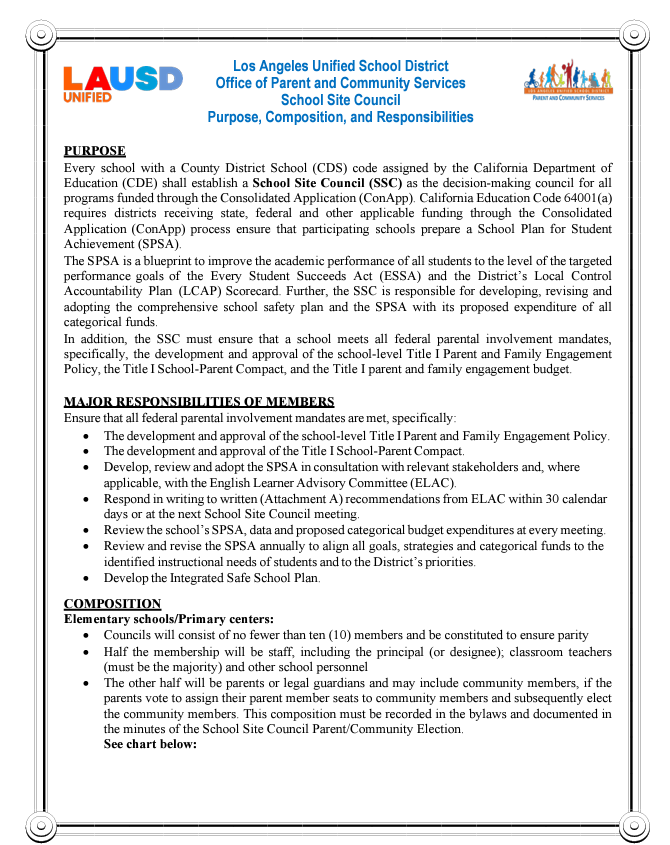 LAUSD
UNIFIED
Los Angeles Unified School District
Office of Parent and Community Services
School Site Council
Purpose, Composition, and Responsibilities
LOS ANGELES UNIFIED SCHOOL DISTRICT
PARENT AND COMMUNITY SERVICES
PURPOSE
Every school with a County District School (CDS) code assigned by the California Department of
Education (CDE) shall establish a School Site Council (SSC) as the decision-making council for all
programs funded through the Consolidated Application (ConApp). California Education Code 64001(a)
requires districts receiving state, federal and other applicable funding through the Consolidated
Application (ConApp) process ensure that participating schools prepare a School Plan for Student
Achievement (SPSA).
The SPSA is a blueprint to improve the academic performance of all students to the level of the targeted
performance goals of the Every Student Succeeds Act (ESSA) and the District's Local Control
Accountability Plan (LCAP) Scorecard. Further, the SSC is responsible for developing, revising and
adopting the comprehensive school safety plan and the SPSA with its proposed expenditure of all
categorical funds.
In addition, the SSC must ensure that a school meets all federal parental involvement mandates,
specifically, the development and approval of the school-level Title I Parent and Family Engagement
Policy, the Title I School-Parent Compact, and the Title I parent and family engagement budget.
MAJOR RESPONSIBILITIES OF MEMBERS
Ensure that all federal parental involvement mandates are met, specifically:
• The development and approval of the school-level Title I Parent and Family Engagement Policy.
• The development and approval of the Title I School-Parent Compact.
• Develop, review and adopt the SPSA in consultation with relevant stakeholders and, where
applicable, with the English Learner Advisory Committee (ELAC).
• Respond in writing to written (Attachment A) recommendations from ELAC within 30 calendar
days or at the next School Site Council meeting.
• Review the school's SPSA, data and proposed categorical budget expenditures at every meeting.
• Review and revise the SPSA annually to align all goals, strategies and categorical funds to the
identified instructional needs of students and to the District's priorities.
• Develop the Integrated Safe School Plan.
COMPOSITION
Elementary schools/Primary centers:
• Councils will consist of no fewer than ten (10) members and be constituted to ensure parity
• Half the membership will be staff, including the principal (or designee); classroom teachers
(must be the majority) and other school personnel
• The other half will be parents or legal guardians and may include community members, if the
parents vote to assign their parent member seats to community members and subsequently elect
the community members. This composition must be recorded in the bylaws and documented in
the minutes of the School Site Council Parent/Community Election.
See chart below: